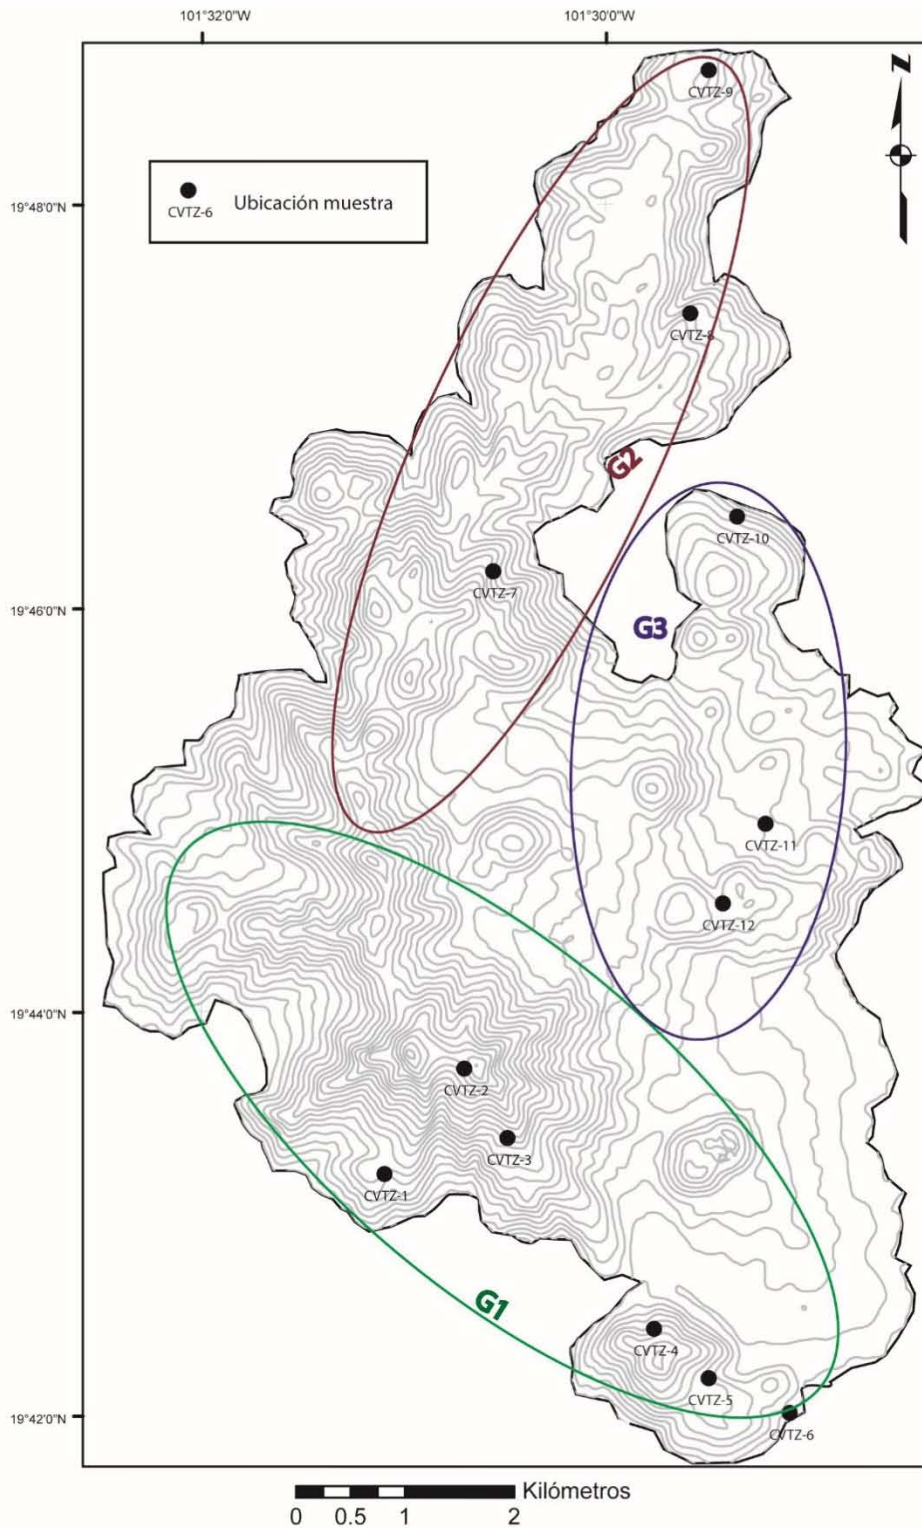 101°32'0"W
101°30'0"W
N
CVTZ-9
19°48'0"N
CVTZ-6
Ubicación muestra
CVTZ-8
G2
CVTZ-10
CVTZ-7
19°46'0"N
G3
CVTZ-11
CVTZ-12
19°44'0"N
CVTZ-2
CVTZ-3
CVTZ-1
G1
CVTZ-4
CVTZ-5
19°42'0"N
CVTZ-6
Kilómetros
0 0.5 1 2